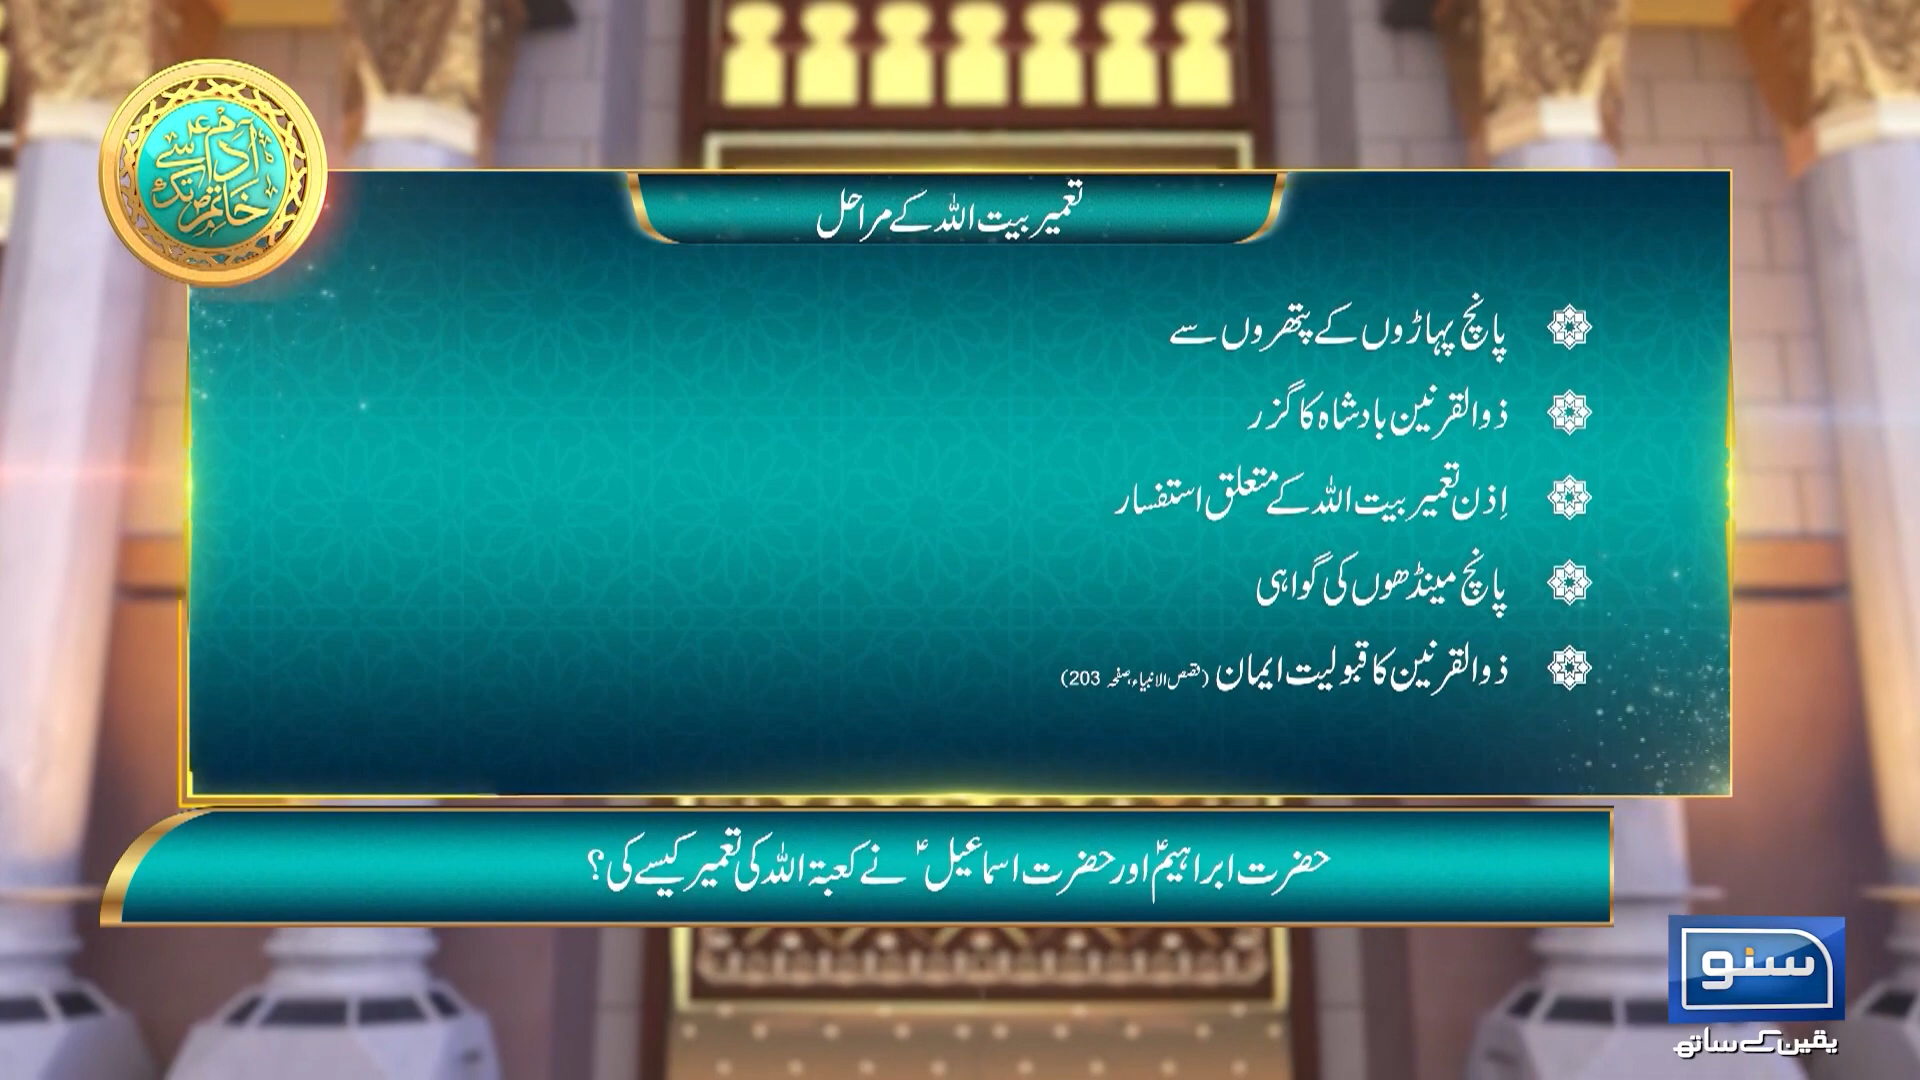 آدمؑ سے
خاتمؐ تک
تعمیر بیت اللہ کے مراحل
پانچ پہاڑوں کے پتھروں سے
ذوالقرنین بادشاہ کا گزر
اِذن تعمیر بیت اللہ کے متعلق استفسار
پانچ مینڈھوں کی گواہی
ذوالقرنین کا قبولیت ایمان (قصص الانبیاء، صفحہ 203)
حضرت ابراہیمؑ اور حضرت اسماعیلؑ نے کعبۃ اللہ کی تعمیر کیسے کی؟
سنو
یقین کے ساتھ